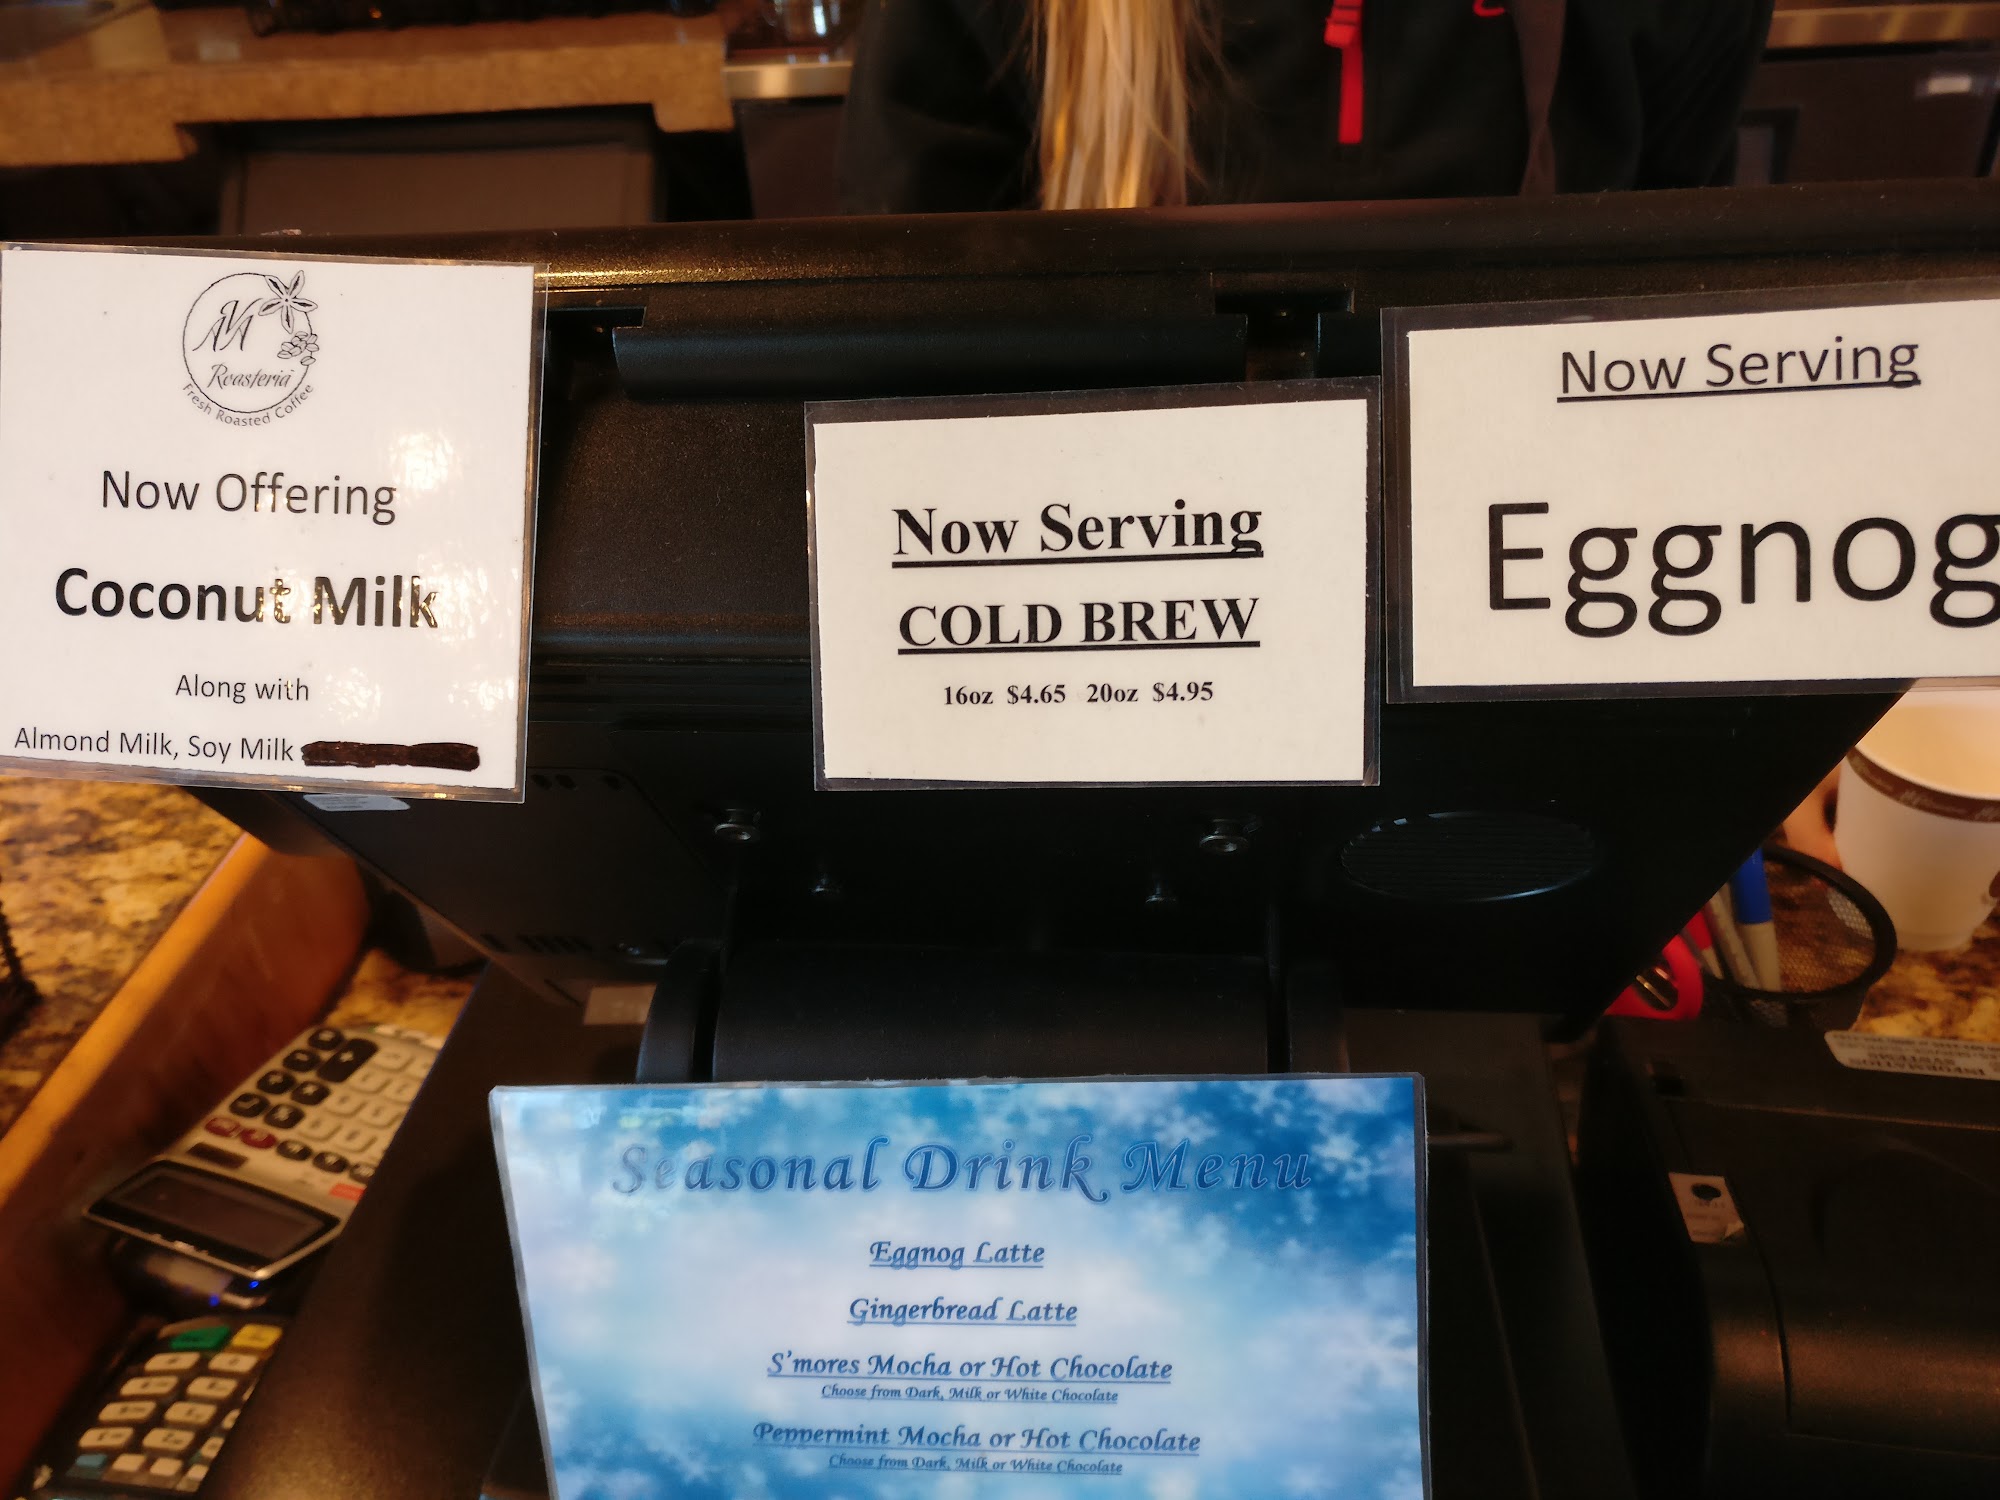 Roasteria
Fresh Roasted Coffee
Now Offering
Coconut Milk
Along with
Almond Milk, Soy Milk
Now Serving
COLD BREW
16oz $4.65 20oz $4.95
Now Serving
Eggnog
Seasonal Drink Menu
Eggnog Latte
Gingerbread Latte
S'mores Mocha or Hot Chocolate
Choose from Dark, Milk or White Chocolate
Peppermint Mocha or Hot Chocolate
Choose from Dark, Milk or White Chocolate
INFORMATION
SYSTEMS